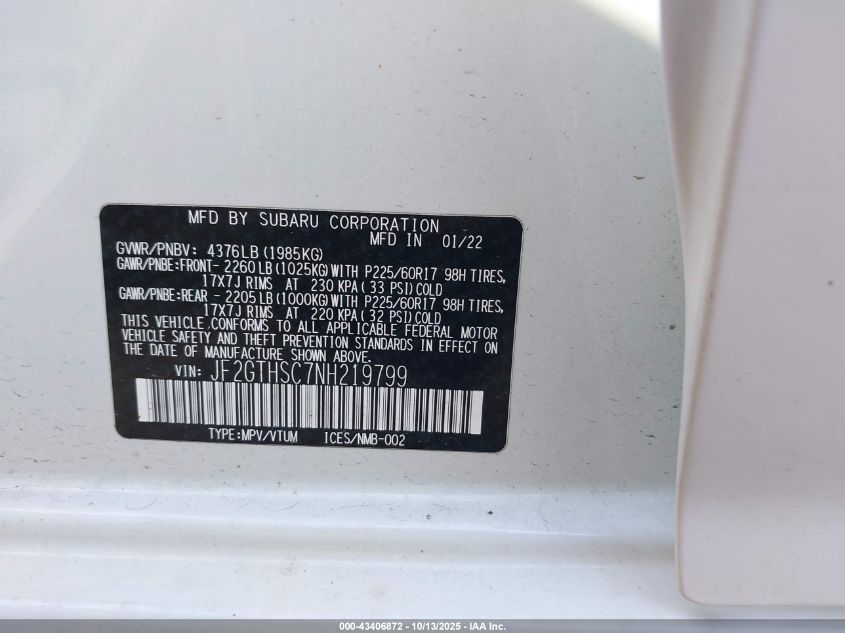 MFD BY SUBARU CORPORATION
MFD IN 01/22
GVWR/PNBV: 4376LB (1985KG)
GAWR/PNBE:FRONT- 2260LB (1025KG)WITH P225/60R17 98H TIRES,
17X7J RIMS AT 230 KPA( 33 PSI)COLD
GAWR/PNBE:REAR - 2205LB (1000KG)WITH P225/60R17 98H TIRES,
17X7J RIMS AT 220 KPA( 32 PSI)COLD
THIS VEHICLE CONFORMS TO ALL APPLICABLE FEDERAL MOTOR
VEHICLE SAFETY AND THEFT PREVENTION STANDARDS IN EFFECT ON
THE DATE OF MANUFACTURE SHOWN ABOVE.
VIN: JF2GTHSC7NH219799
TYPE:MPV/VTUM ICES/NMB-002
000-43406872 - 10/13/2025 - IAA Inc.